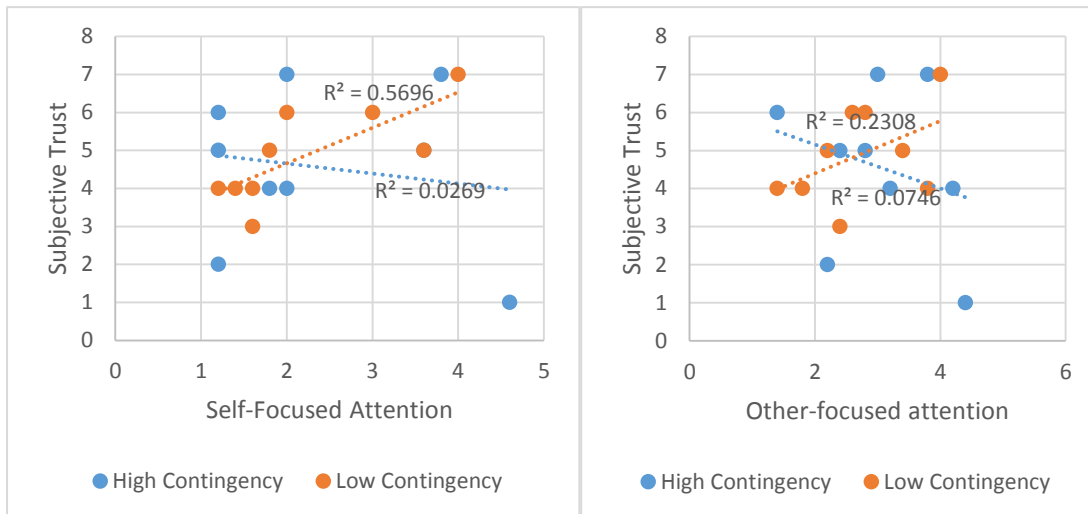 8
7
6
5
4
3
2
1
0
Subjective Trust
R² = 0.5696
R² = 0.0269
0 1 2 3 4 5
Self-Focused Attention
High Contingency Low Contingency
8
7
6
5
4
3
2
1
0
Subjective Trust
R² = 0.2308
R² = 0.0746
0 2 4 6
Other-focused attention
High Contingency Low Contingency